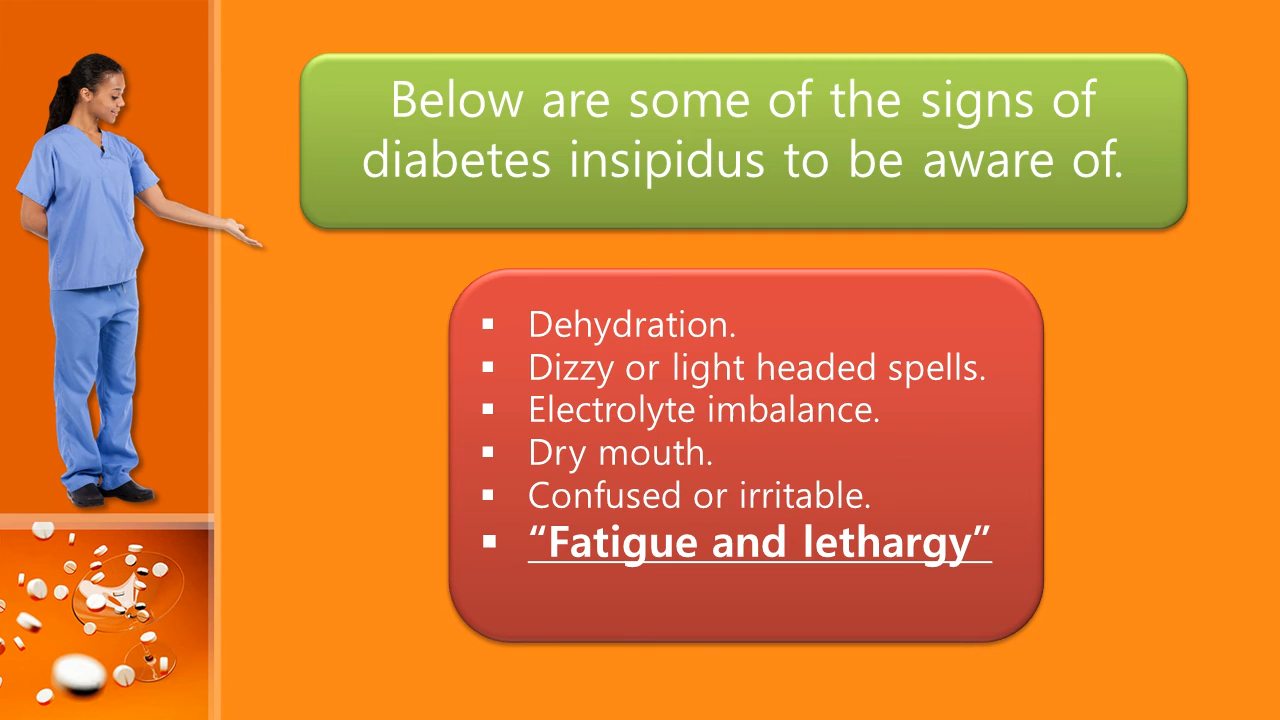 Below are some of the signs of
diabetes insipidus to be aware of.
▪ Dehydration.
▪ Dizzy or light headed spells.
▪ Electrolyte imbalance.
▪ Dry mouth.
▪ Confused or irritable.
▪ “Fatigue and lethargy”